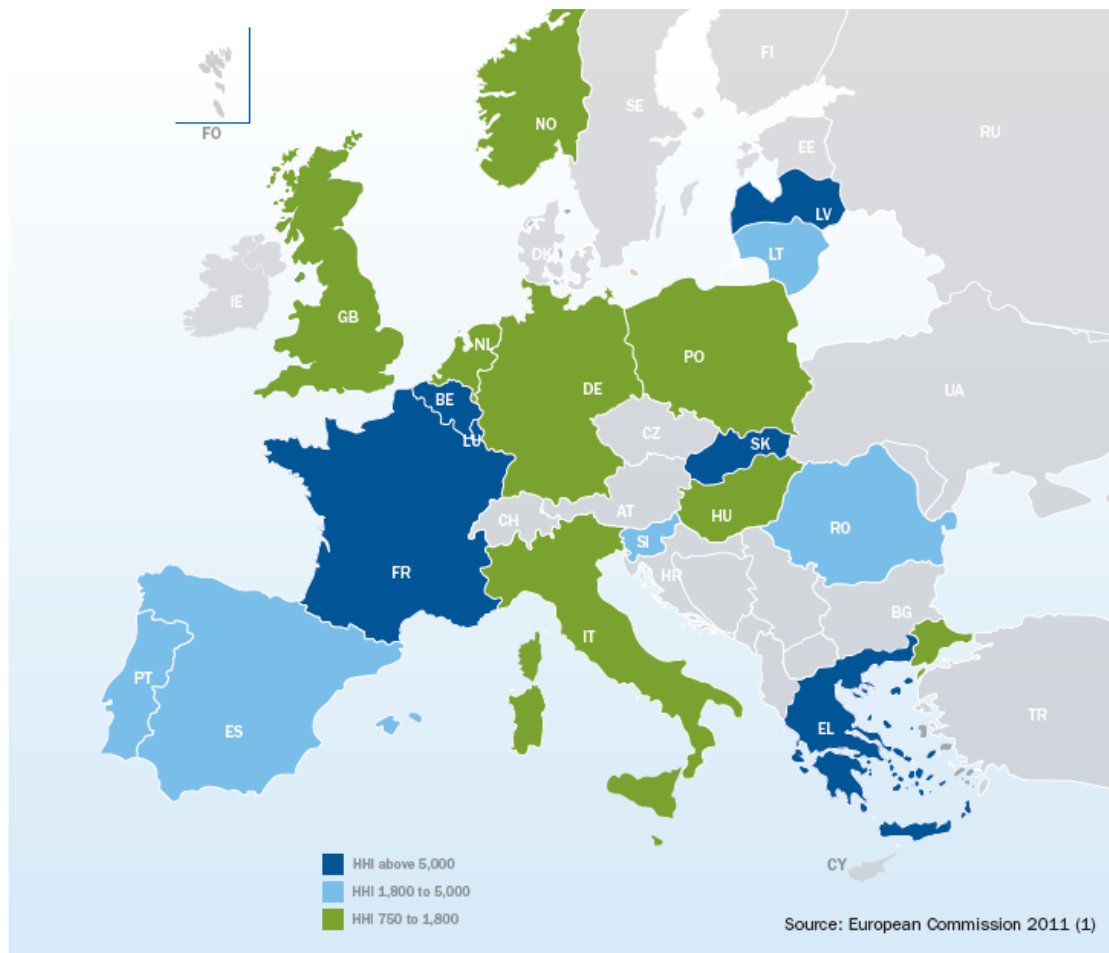 FO
FI
SE
NO
RU
EE
LV
DK
LT
IE
GB
NL
PO
DE
BE
UA
CZ
LU
SK
HU
AT
CH
RO
SI
FR
HR
BG
IT
PT
ES
EL
TR
CY
HHI above 5,000
HHI 1,800 to 5,000
HHI 750 to 1,800
Source: European Commission 2011 (1)